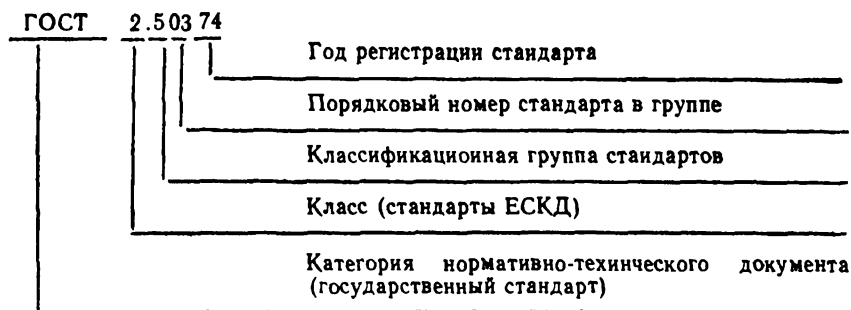 ГОСТ 2.503 74
Год регистрации стандарта
Порядковый номер стандарта в группе
Классификационная группа стандартов
Класс (стандарты ЕСКД)
Категория нормативно-технического документа
(государственный стандарт)